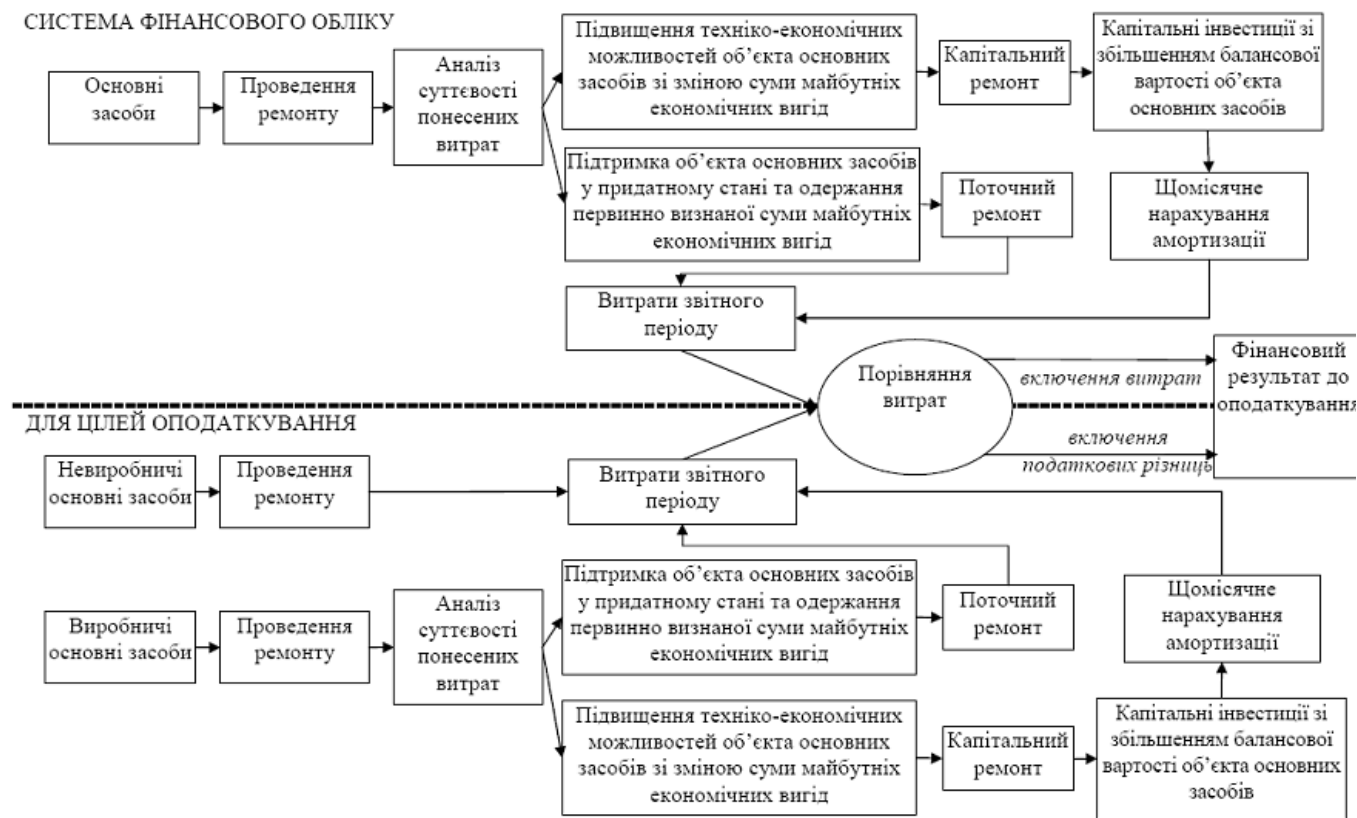 СИСТЕМА ФІНАНСОВОГО ОБЛІКУ
Основні
засоби
Проведення
ремонту
Аналіз
суттєвості
понесених
витрат
Підвищення техніко-економічних
можливостей об’єкта основних
засобів зі зміною суми майбутніх
економічних вигід
Капітальний
ремонт
Капітальні інвестиції зі
збільшенням балансової
вартості об’єкта
основних засобів
Підтримка об’єкта основних засобів
у придатному стані та одержання
первинно визнаної суми майбутніх
економічних вигід
Поточний
ремонт
Щомісячне
нарахування
амортизації
Витрати звітного
періоду
Порівняння
витрат
включення витрат
Фінансовий
результат до
оподаткування
включення
податкових різниць
ДЛЯ ЦІЛЕЙ ОПОДАТКУВАННЯ
Невиробничі
основні засоби
Проведення
ремонту
Витрати звітного
періоду
Виробничі
основні засоби
Проведення
ремонту
Аналіз
суттєвості
понесених
витрат
Підтримка об’єкта основних засобів
у придатному стані та одержання
первинно визнаної суми майбутніх
економічних вигід
Поточний
ремонт
Щомісячне
нарахування
амортизації
Підвищення техніко-економічних
можливостей об’єкта основних
засобів зі зміною суми майбутніх
економічних вигід
Капітальний
ремонт
Капітальні інвестиції зі
збільшенням балансової
вартості об’єкта основних
засобів